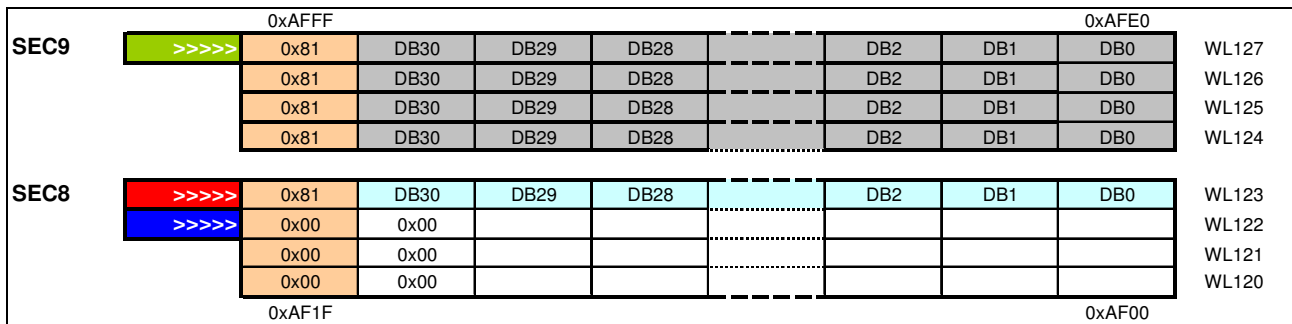 0xAFFF 0xAFE0
SEC9 >>>>> 0x81 DB30 DB29 DB28 DB2 DB1 DB0 WL127
0x81 DB30 DB29 DB28 DB2 DB1 DB0 WL126
0x81 DB30 DB29 DB28 DB2 DB1 DB0 WL125
0x81 DB30 DB29 DB28 DB2 DB1 DB0 WL124
SEC8 >>>>> 0x81 DB30 DB29 DB28 DB2 DB1 DB0 WL123
>>>>> 0x00 0x00 WL122
0x00 0x00 WL121
0x00 0x00 WL120
0xAF1F 0xAF00